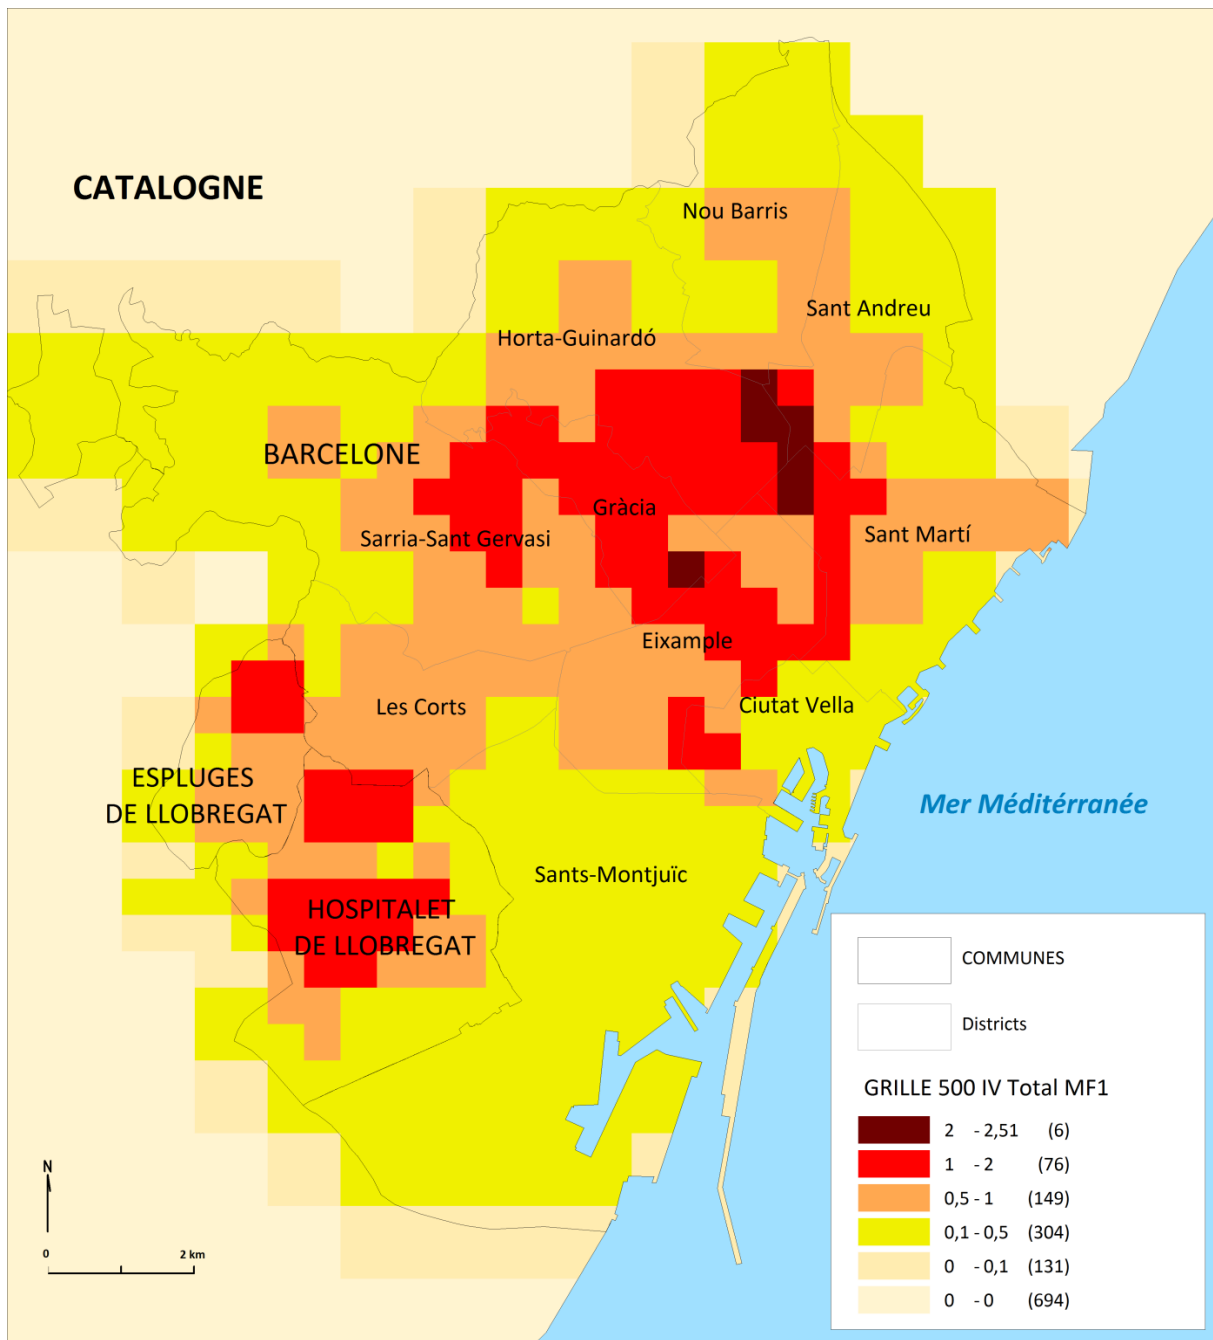 CATALOGNE
Nou Barris
Sant Andreu
Horta-Guinardó
BARCELONE
Gràcia
Sarria-Sant Gervasi
Sant Martí
Eixample
Les Corts
Ciutat Vella
ESPLUGES
DE LLOBREGAT
Mer Méditérranée
Sants-Montjuïc
HOSPITALET
DE LLOBREGAT
COMMUNES
Districts
GRILLE 500 IV Total MF1
2 - 2,51 (6)
1 - 2 (76)
0,5 - 1 (149)
0,1 - 0,5 (304)
0 - 0,1 (131)
0 - 0 (694)
N
0 2 km